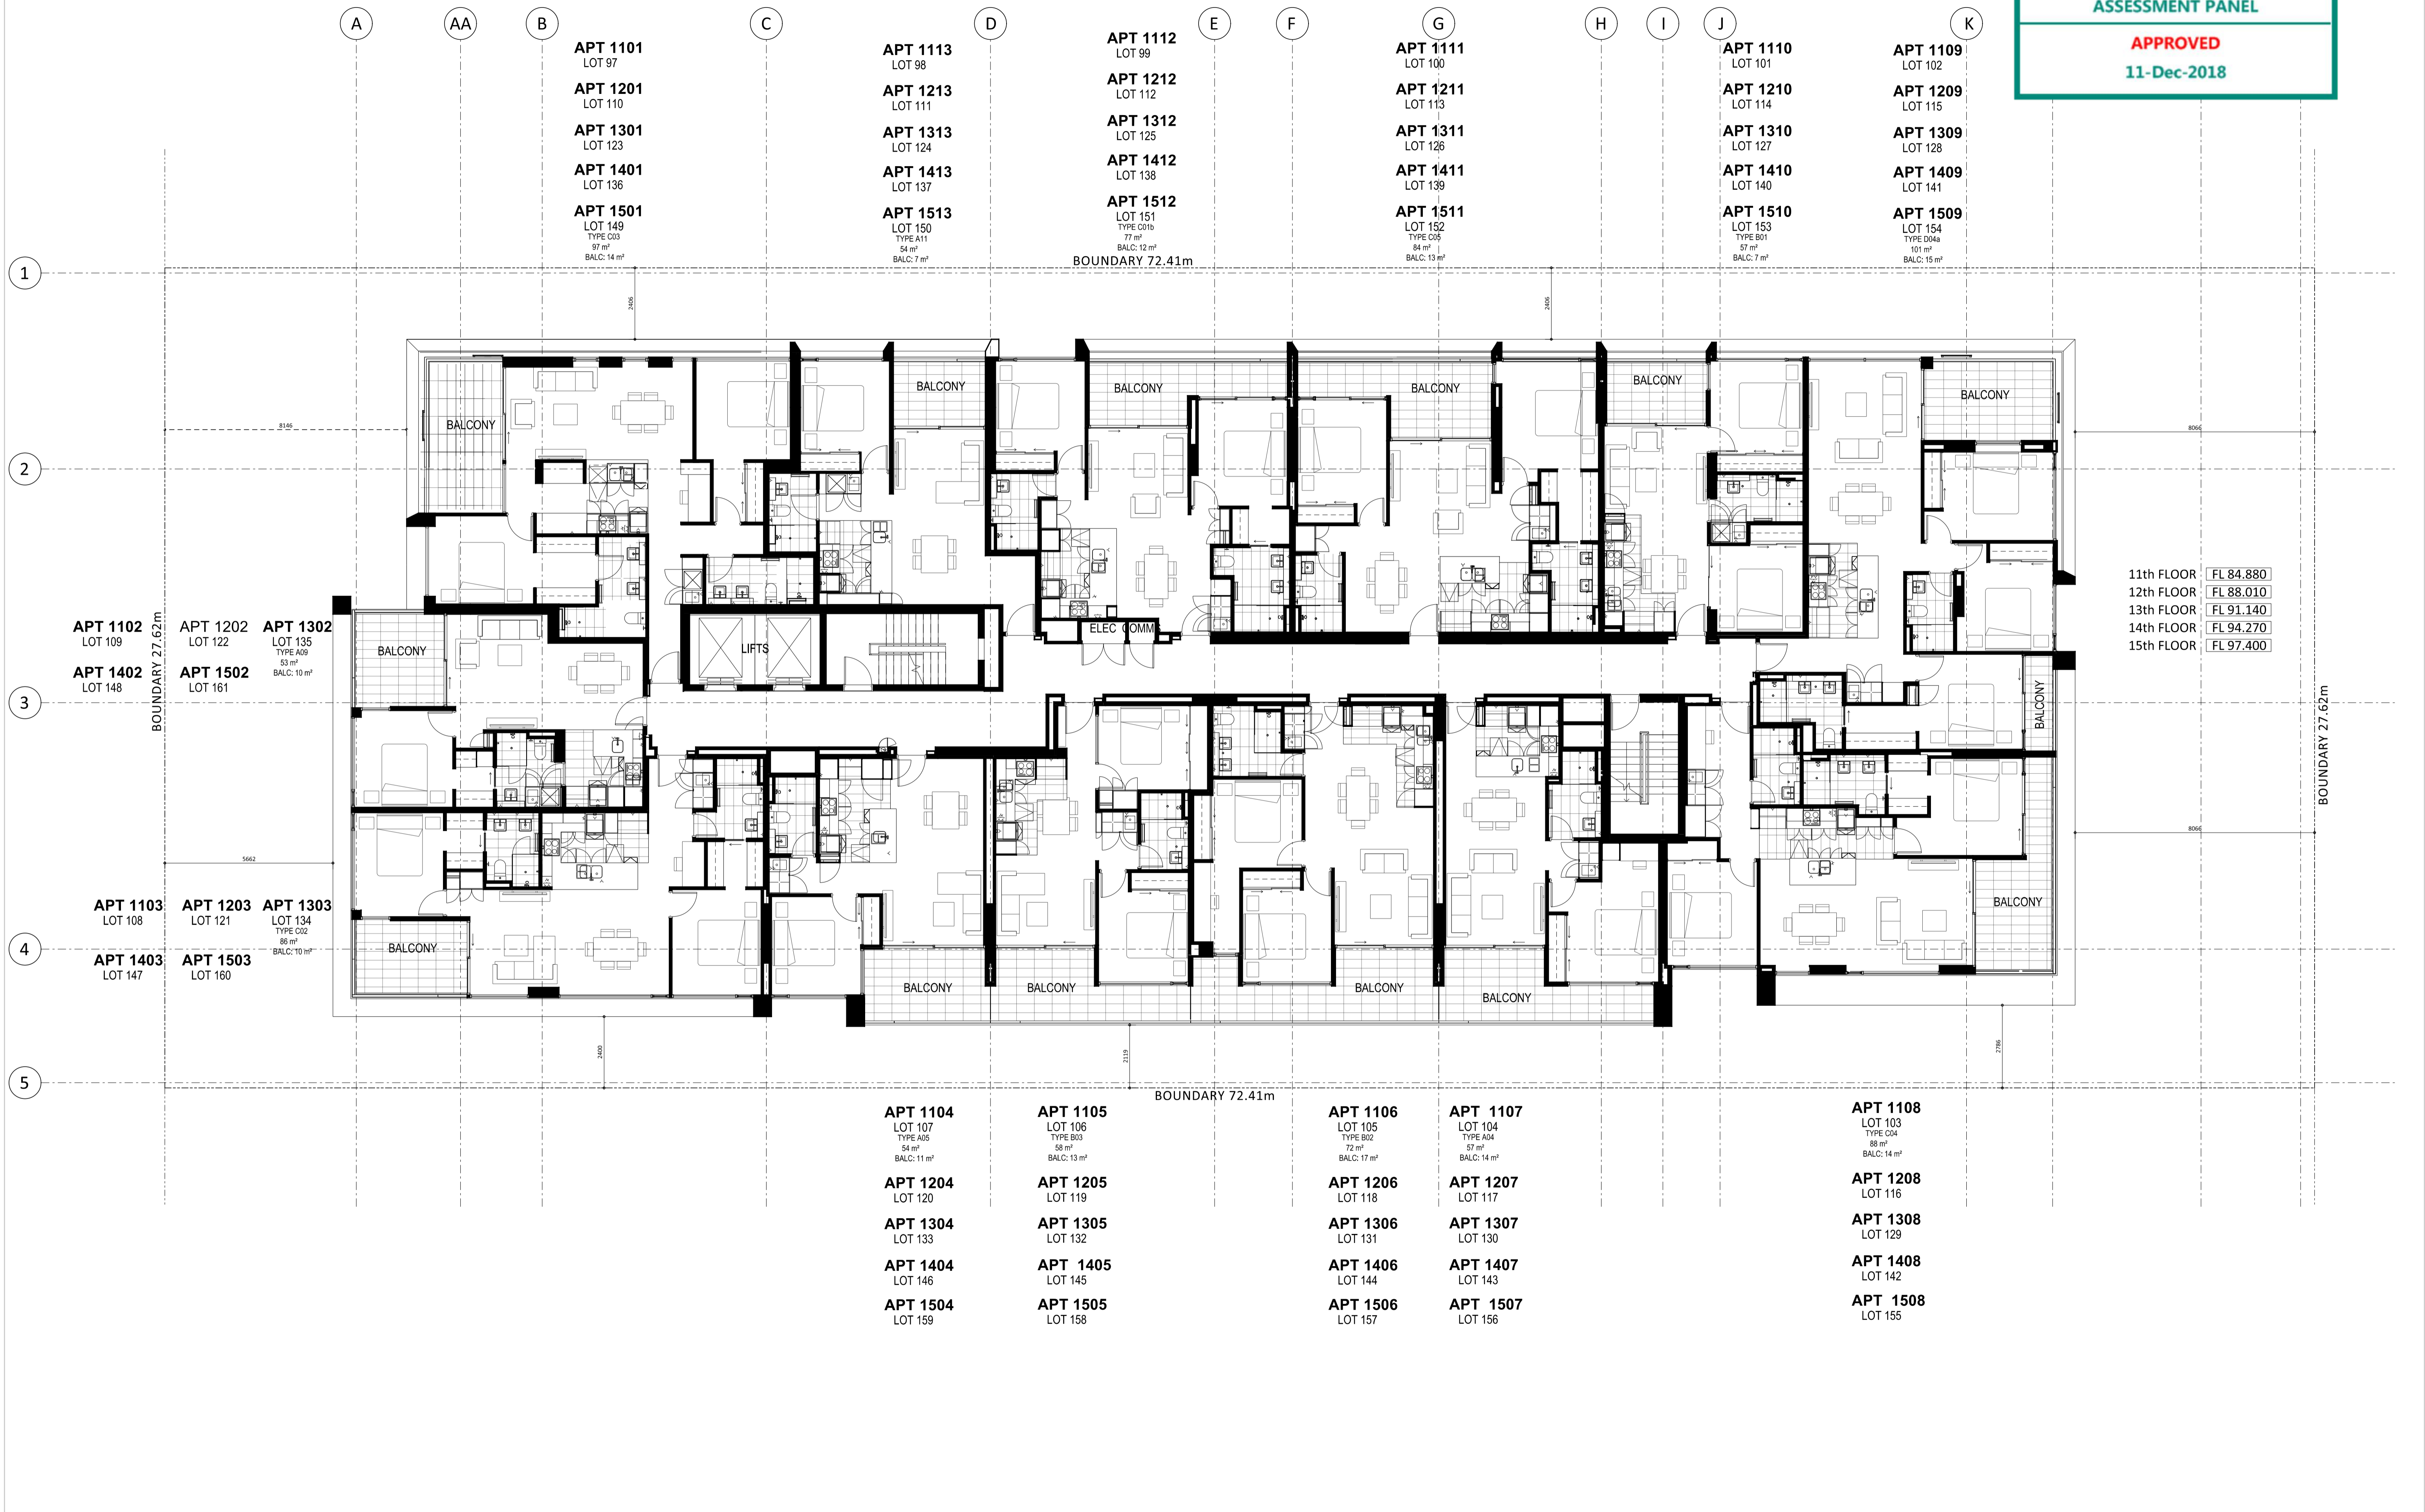 ASSESSMENT PANEL
APPROVED
11-Dec-2018
A
AA
B
C
D
E
F
G
H
I
J
K
APT 1101
LOT 97
APT 1201
LOT 110
APT 1301
LOT 123
APT 1401
LOT 136
APT 1501
LOT 149
TYPE C03
97 m²
BALC: 14 m²
APT 1113
LOT 98
APT 1213
LOT 111
APT 1313
LOT 124
APT 1413
LOT 137
APT 1513
LOT 150
TYPE A11
54 m²
BALC: 7 m²
APT 1112
LOT 99
APT 1212
LOT 112
APT 1312
LOT 125
APT 1412
LOT 138
APT 1512
LOT 151
TYPE C01b
77 m²
BALC: 12 m²
APT 1111
LOT 100
APT 1211
LOT 113
APT 1311
LOT 126
APT 1411
LOT 139
APT 1511
LOT 152
TYPE C05
84 m²
BALC: 13 m²
APT 1110
LOT 101
APT 1210
LOT 114
APT 1310
LOT 127
APT 1410
LOT 140
APT 1510
LOT 153
TYPE B01
57 m²
BALC: 7 m²
APT 1109
LOT 102
APT 1209
LOT 115
APT 1309
LOT 128
APT 1409
LOT 141
APT 1509
LOT 154
TYPE D04a
101 m²
BALC: 15 m²
BOUNDARY 72.41m
1
2406
2406
BALCONY
BALCONY
BALCONY
BALCONY
BALCONY
BALCONY
8146
8066
2
ELEC COMMS
LIFTS
11th FLOOR FL 84.880
12th FLOOR FL 88.010
13th FLOOR FL 91.140
14th FLOOR FL 94.270
15th FLOOR FL 97.400
APT 1102
LOT 109
APT 1202
LOT 122
APT 1302
LOT 135
TYPE A09
53 m²
BALC: 10 m²
APT 1402
LOT 148
APT 1502
LOT 161
BOUNDARY 27.62m
BALCONY
3
BALCONY
BOUNDARY 27.62m
8066
5662
APT 1103
LOT 108
APT 1203
LOT 121
APT 1303
LOT 134
TYPE C02
86 m²
BALC: 10 m²
APT 1403
LOT 147
APT 1503
LOT 160
BALCONY
4
BALCONY
BALCONY
BALCONY
BALCONY
BALCONY
2400
2119
2786
5
BOUNDARY 72.41m
APT 1104
LOT 107
TYPE A05
54 m²
BALC: 11 m²
APT 1204
LOT 120
APT 1304
LOT 133
APT 1404
LOT 146
APT 1504
LOT 159
APT 1105
LOT 106
TYPE B03
58 m²
BALC: 13 m²
APT 1205
LOT 119
APT 1305
LOT 132
APT 1405
LOT 145
APT 1505
LOT 158
APT 1106
LOT 105
TYPE B02
72 m²
BALC: 17 m²
APT 1206
LOT 118
APT 1306
LOT 131
APT 1406
LOT 144
APT 1506
LOT 157
APT 1107
LOT 104
TYPE A04
57 m²
BALC: 14 m²
APT 1207
LOT 117
APT 1307
LOT 130
APT 1407
LOT 143
APT 1507
LOT 156
APT 1108
LOT 103
TYPE C04
88 m²
BALC: 14 m²
APT 1208
LOT 116
APT 1308
LOT 129
APT 1408
LOT 142
APT 1508
LOT 155